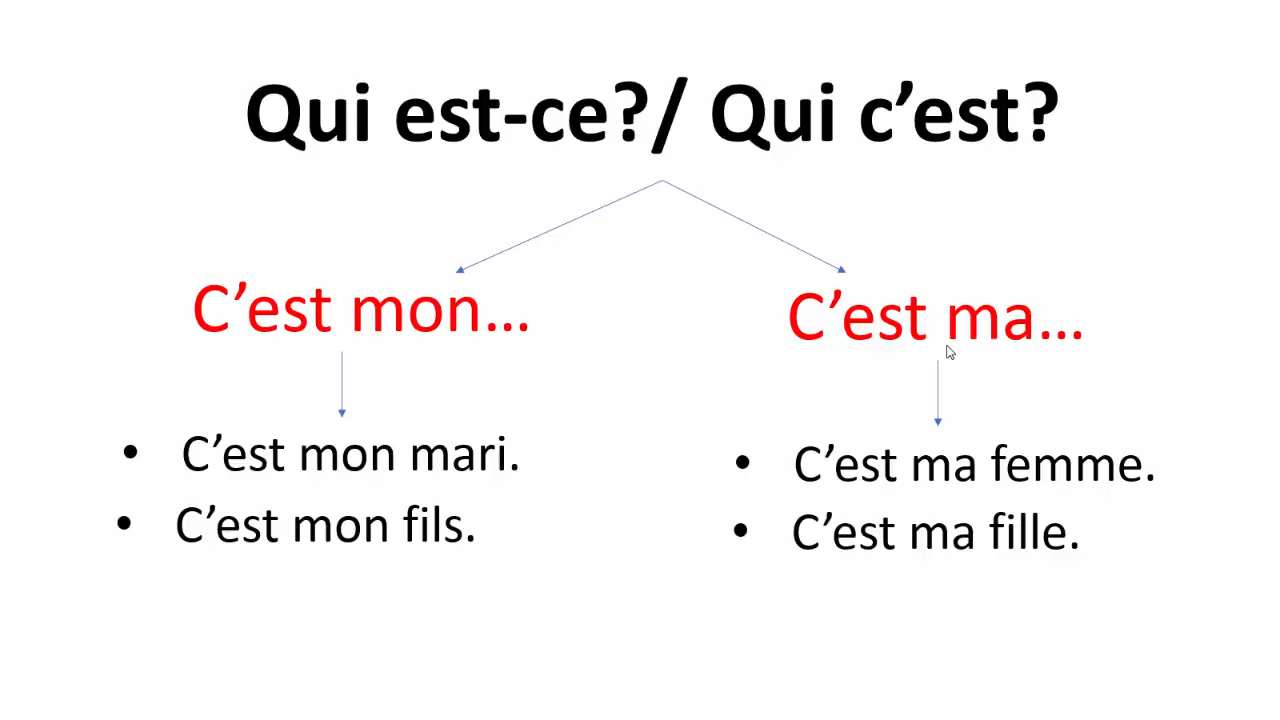 Qui est-ce?/ Qui c’est?
C’est mon…
C’est ma…
• C’est mon mari.
• C’est mon fils.
• C’est ma femme.
• C’est ma fille.